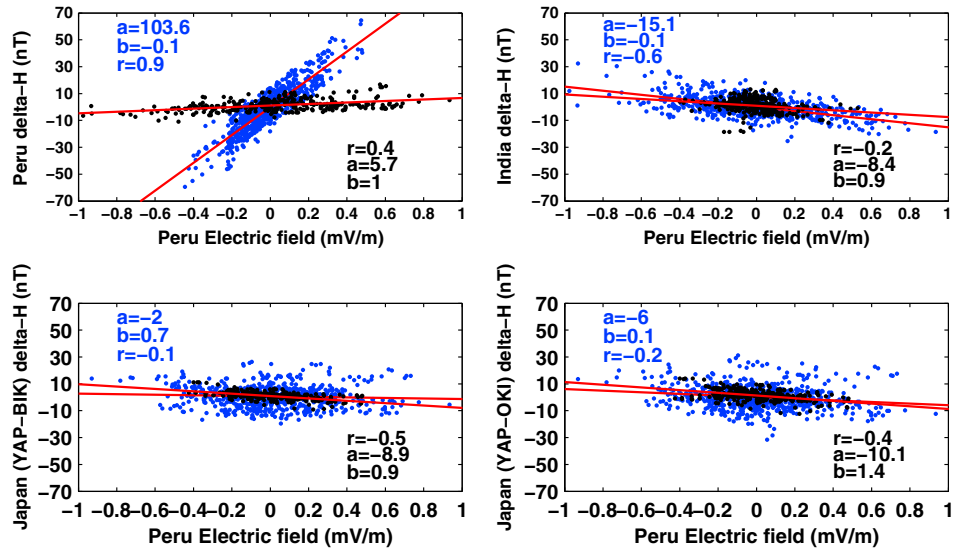 Peru delta−H (nT)
70
50
30
10
−10
−30
−50
−70
a=103.6
b=−0.1
r=0.9
r=0.4
a=5.7
b=1
−1 −0.8 −0.6 −0.4 −0.2 0 0.2 0.4 0.6 0.8 1
Peru Electric field (mV/m)
India delta−H (nT)
70
50
30
10
−10
−30
−50
−70
a=−15.1
b=−0.1
r=−0.6
r=−0.2
a=−8.4
b=0.9
−1 −0.8 −0.6 −0.4 −0.2 0 0.2 0.4 0.6 0.8 1
Peru Electric field (mV/m)
Japan (YAP−BIK) delta−H (nT)
70
50
30
10
−10
−30
−50
−70
a=−2
b=0.7
r=−0.1
r=−0.5
a=−8.9
b=0.9
−1 −0.8 −0.6 −0.4 −0.2 0 0.2 0.4 0.6 0.8 1
Peru Electric field (mV/m)
Japan (YAP−OKI) delta−H (nT)
70
50
30
10
−10
−30
−50
−70
a=−6
b=0.1
r=−0.2
r=−0.4
a=−10.1
b=1.4
−1 −0.8 −0.6 −0.4 −0.2 0 0.2 0.4 0.6 0.8 1
Peru Electric field (mV/m)